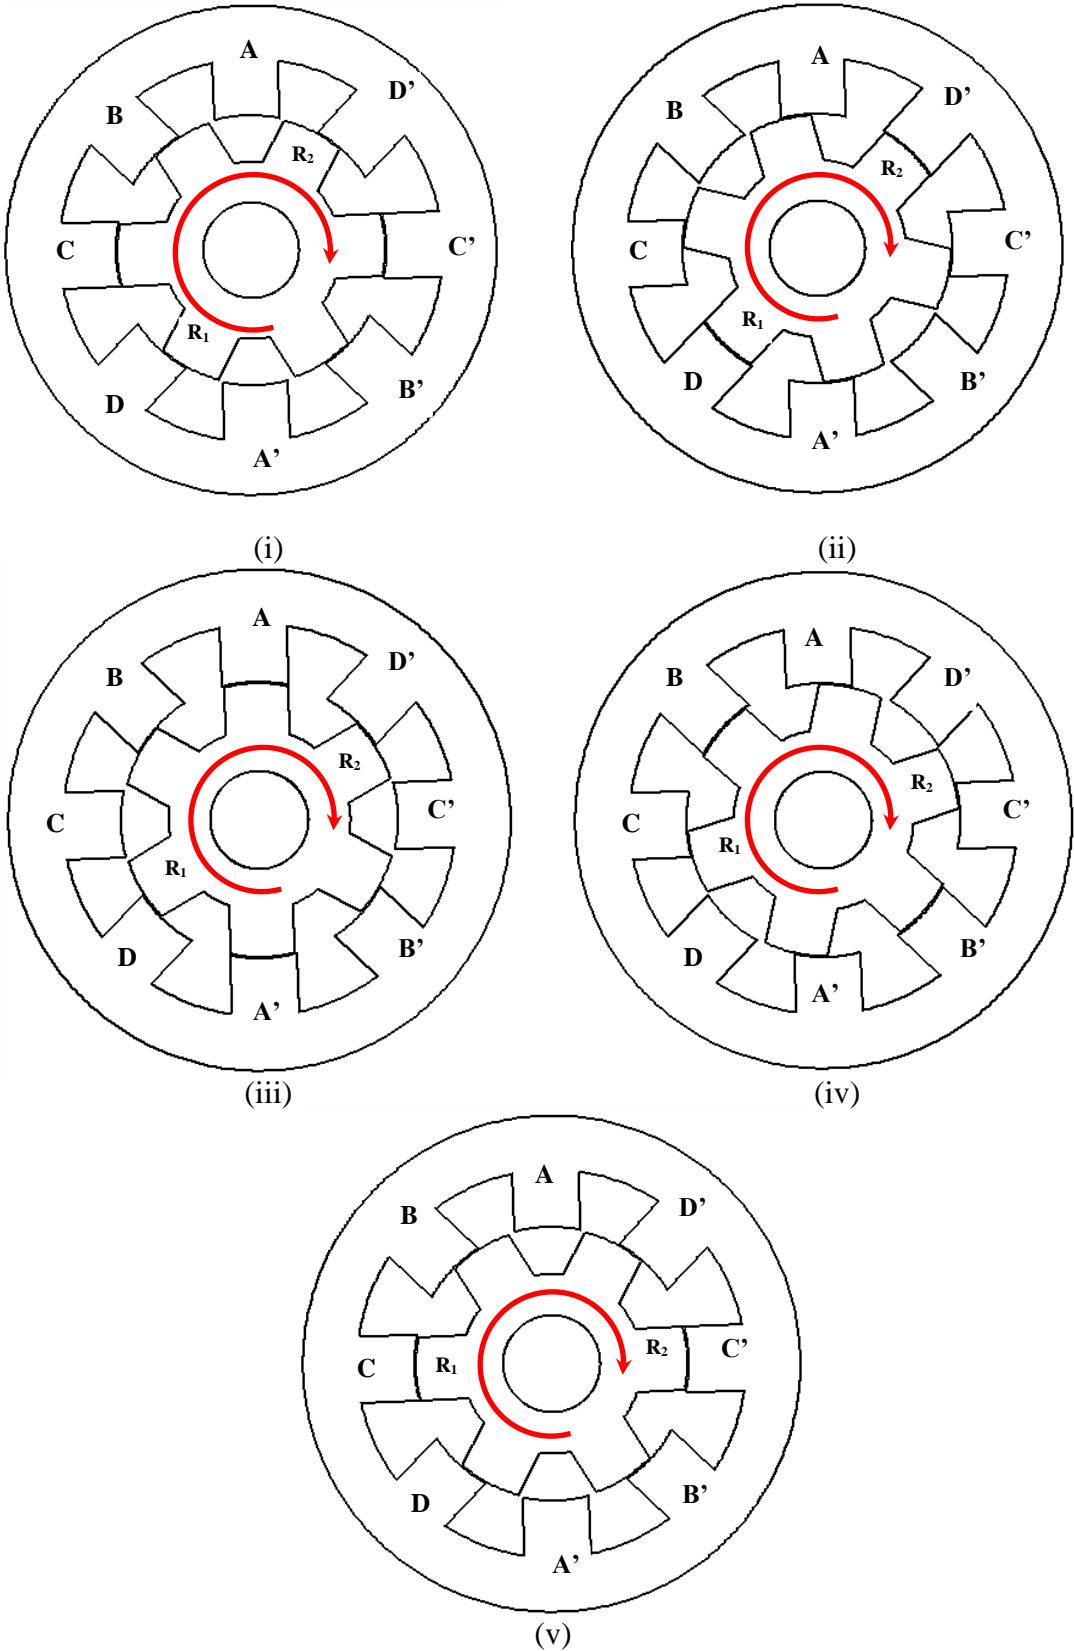 A
D’
B
R₂
C
C’
R₁
D
B’
A’
(i)
A
D’
B
R₂
C
C’
R₁
D
B’
A’
(ii)
A
D’
B
R₂
C
C’
R₁
D
B’
A’
(iii)
A
D’
B
R₂
C
C’
R₁
D
B’
A’
(iv)
A
D’
B
R₂
C
R₁
C’
D
B’
A’
(v)